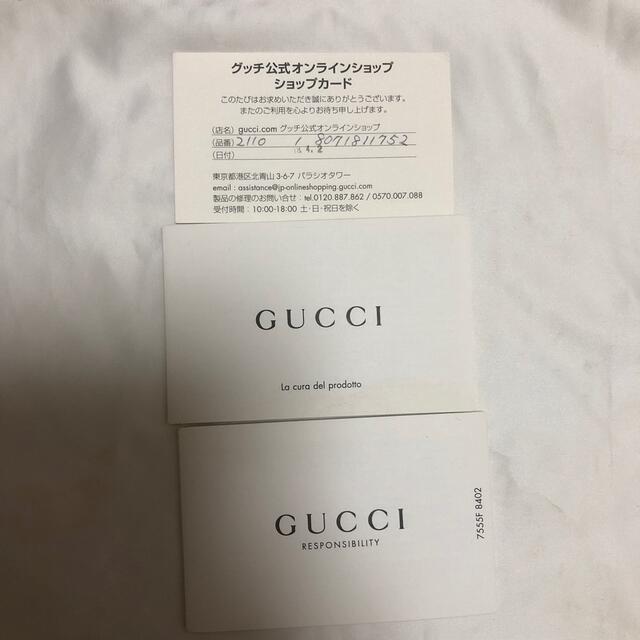 グッチ公式オンラインショップ
ショップカード
このたびはお求めいただき誠にありがとうございます。
またのご利用を心よりお待ち申し上げます。
(店名) gucci.com グッチ公式オンラインショップ
(品番) 2110 1 8071811752
(日付)
東京都港区北青山3-6-7 パラシオタワー
email : assistance@jp-onlineshopping.gucci.com
製品の修理のお問い合せ : tel.0120.887.862 / 0570.007.088
受付時間 : 10:00-18:00 土・日・祝日を除く
GUCCI
La cura del prodotto
GUCCI
RESPONSIBILITY
7555F 8402